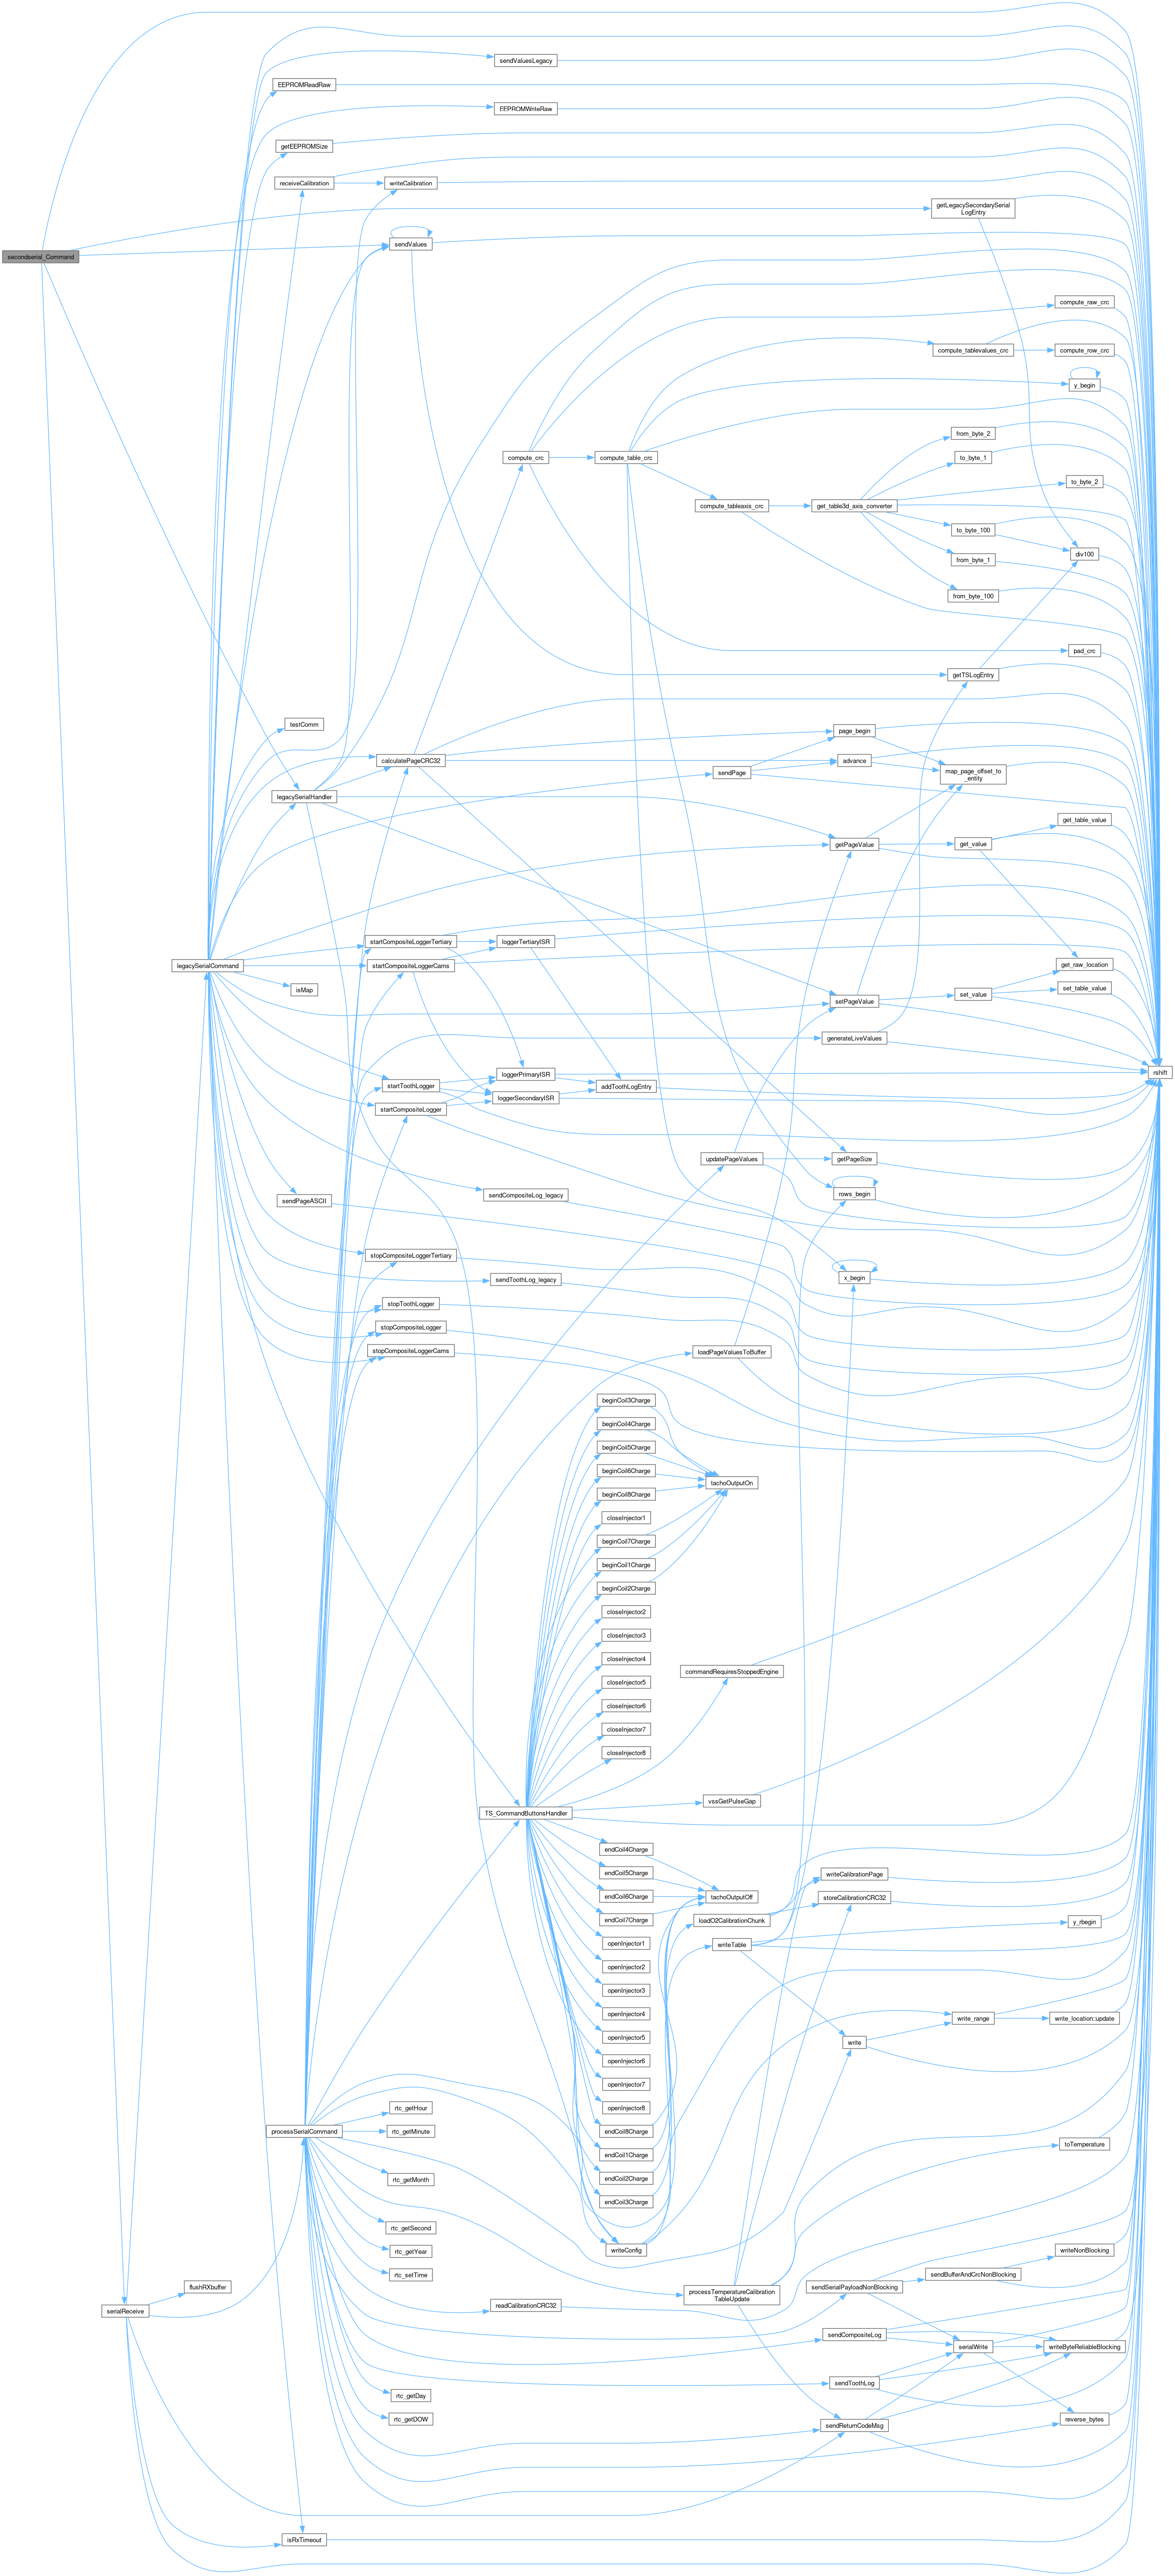 sendValuesLegacy
EEPROMReadRaw
EEPROMWriteRaw
getEEPROMSize
receiveCalibration
writeCalibration
getLegacySecondarySerial
LogEntry
sendValues
secondserial_Command
compute_raw_crc
compute_tablevalues_crc
compute_row_crc
y_begin
from_byte_2
compute_crc
compute_table_crc
to_byte_1
to_byte_2
compute_tableaxis_crc
get_table3d_axis_converter
to_byte_100
div100
from_byte_1
from_byte_100
pad_crc
getTSLogEntry
testComm
page_begin
calculatePageCRC32
advance
sendPage
map_page_offset_to
_entity
legacySerialHandler
get_table_value
getPageValue
get_value
startCompositeLoggerTertiary
loggerTertiaryISR
legacySerialCommand
startCompositeLoggerCams
get_raw_location
isMap
set_table_value
setPageValue
set_value
generateLiveValues
rshift
loggerPrimaryISR
startToothLogger
addToothLogEntry
loggerSecondaryISR
startCompositeLogger
updatePageValues
getPageSize
rows_begin
sendCompositeLog_legacy
sendPageASCII
stopCompositeLoggerTertiary
x_begin
sendToothLog_legacy
stopToothLogger
stopCompositeLogger
stopCompositeLoggerCams
loadPageValuesToBuffer
beginCoil3Charge
beginCoil4Charge
beginCoil5Charge
beginCoil6Charge
tachoOutputOn
beginCoil8Charge
closeInjector1
beginCoil7Charge
beginCoil1Charge
beginCoil2Charge
closeInjector2
closeInjector3
closeInjector4
commandRequiresStoppedEngine
closeInjector5
closeInjector6
closeInjector7
closeInjector8
vssGetPulseGap
TS_CommandButtonsHandler
endCoil4Charge
endCoil5Charge
writeCalibrationPage
endCoil6Charge
tachoOutputOff
storeCalibrationCRC32
endCoil7Charge
loadO2CalibrationChunk
y_rbegin
openInjector1
writeTable
openInjector2
openInjector3
openInjector4
write_range
write_location::update
openInjector5
write
openInjector6
openInjector7
rtc_getHour
openInjector8
processSerialCommand
rtc_getMinute
endCoil8Charge
toTemperature
endCoil1Charge
rtc_getMonth
endCoil2Charge
endCoil3Charge
rtc_getSecond
writeConfig
writeNonBlocking
rtc_getYear
rtc_setTime
sendBufferAndCrcNonBlocking
flushRXbuffer
sendSerialPayloadNonBlocking
processTemperatureCalibration
TableUpdate
readCalibrationCRC32
serialReceive
sendCompositeLog
serialWrite
writeByteReliableBlocking
sendToothLog
rtc_getDay
rtc_getDOW
reverse_bytes
sendReturnCodeMsg
isRxTimeout